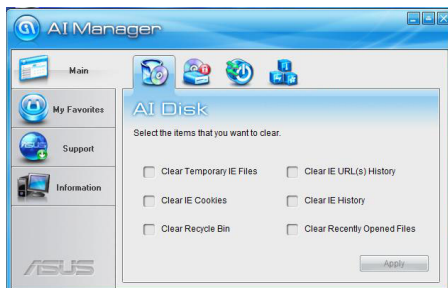 AI Manager
Main
My Favorites
Support
Information
AI Disk
Select the items that you want to clear.
Clear Temporary IE Files
Clear IE URL(s) History
Clear IE Cookies
Clear IE History
Clear Recycle Bin
Clear Recently Opened Files
Apply
ASUS